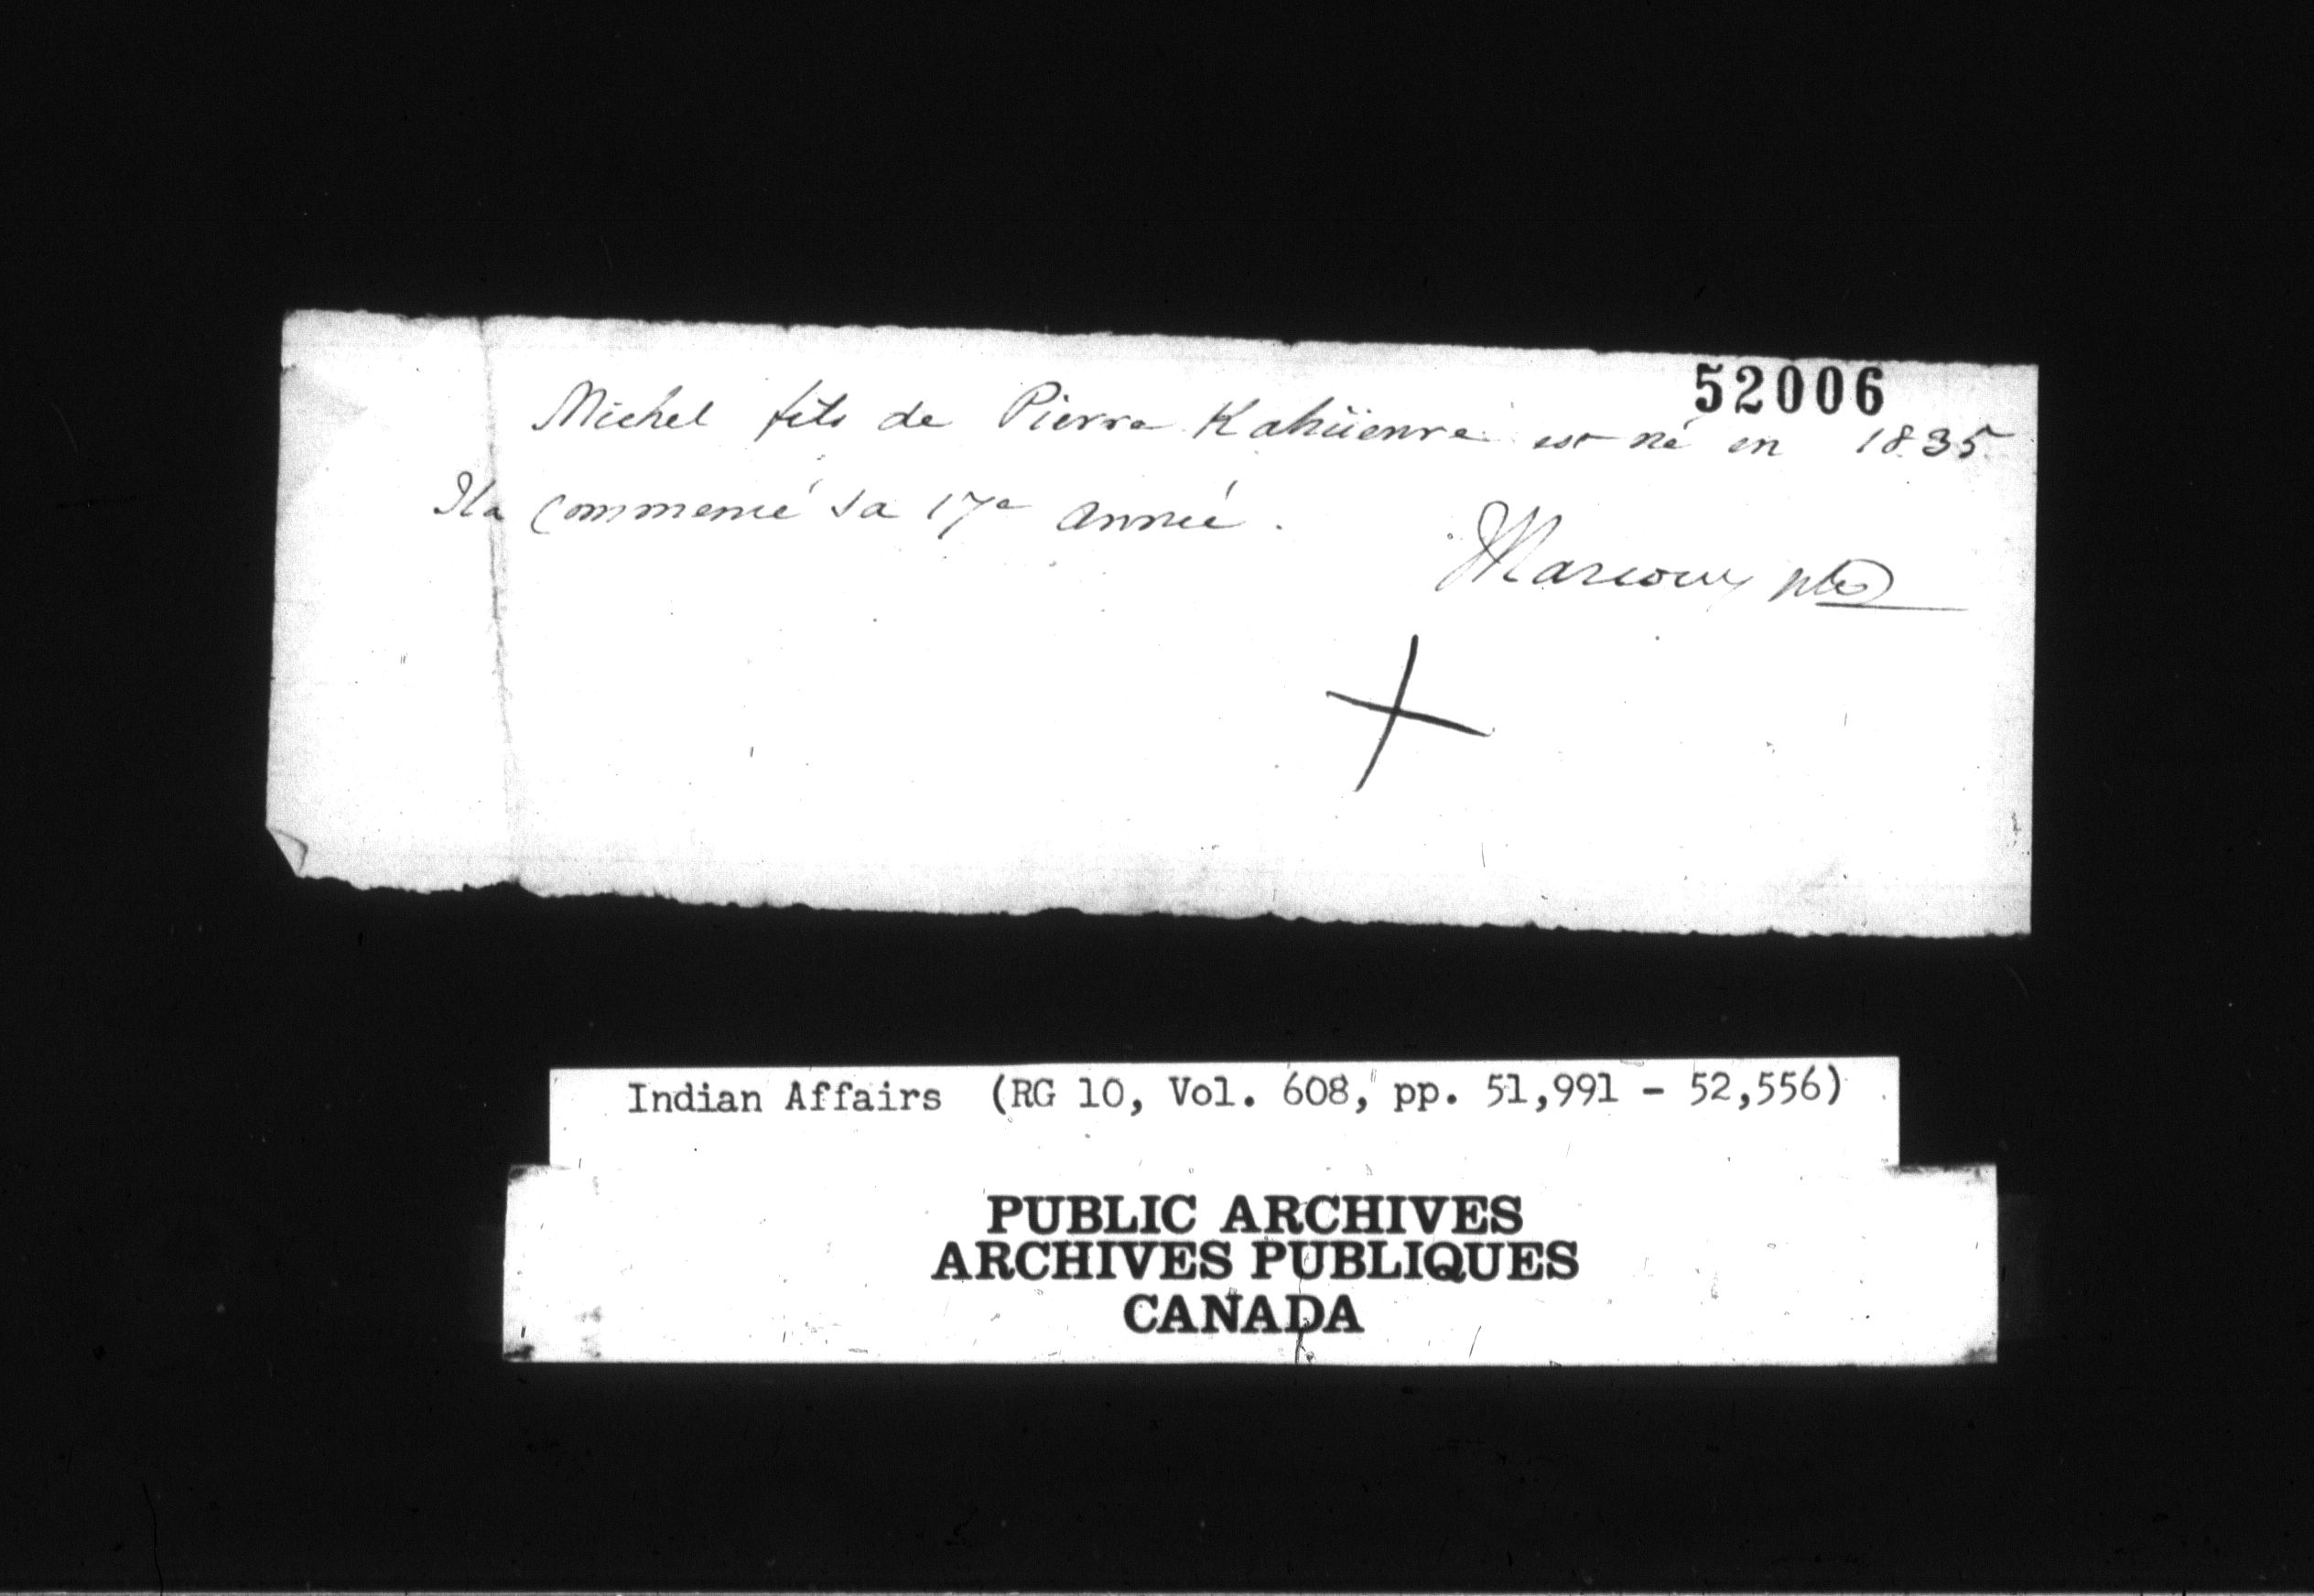 52006
Michel fils de Pierre Kahiienre est né en 1835.
Il a commencé sa 17e année.
Marcoux ptre
Indian Affairs (RG 10, Vol. 608, pp. 51,991 - 52,556)
PUBLIC ARCHIVES
ARCHIVES PUBLIQUES
CANADA